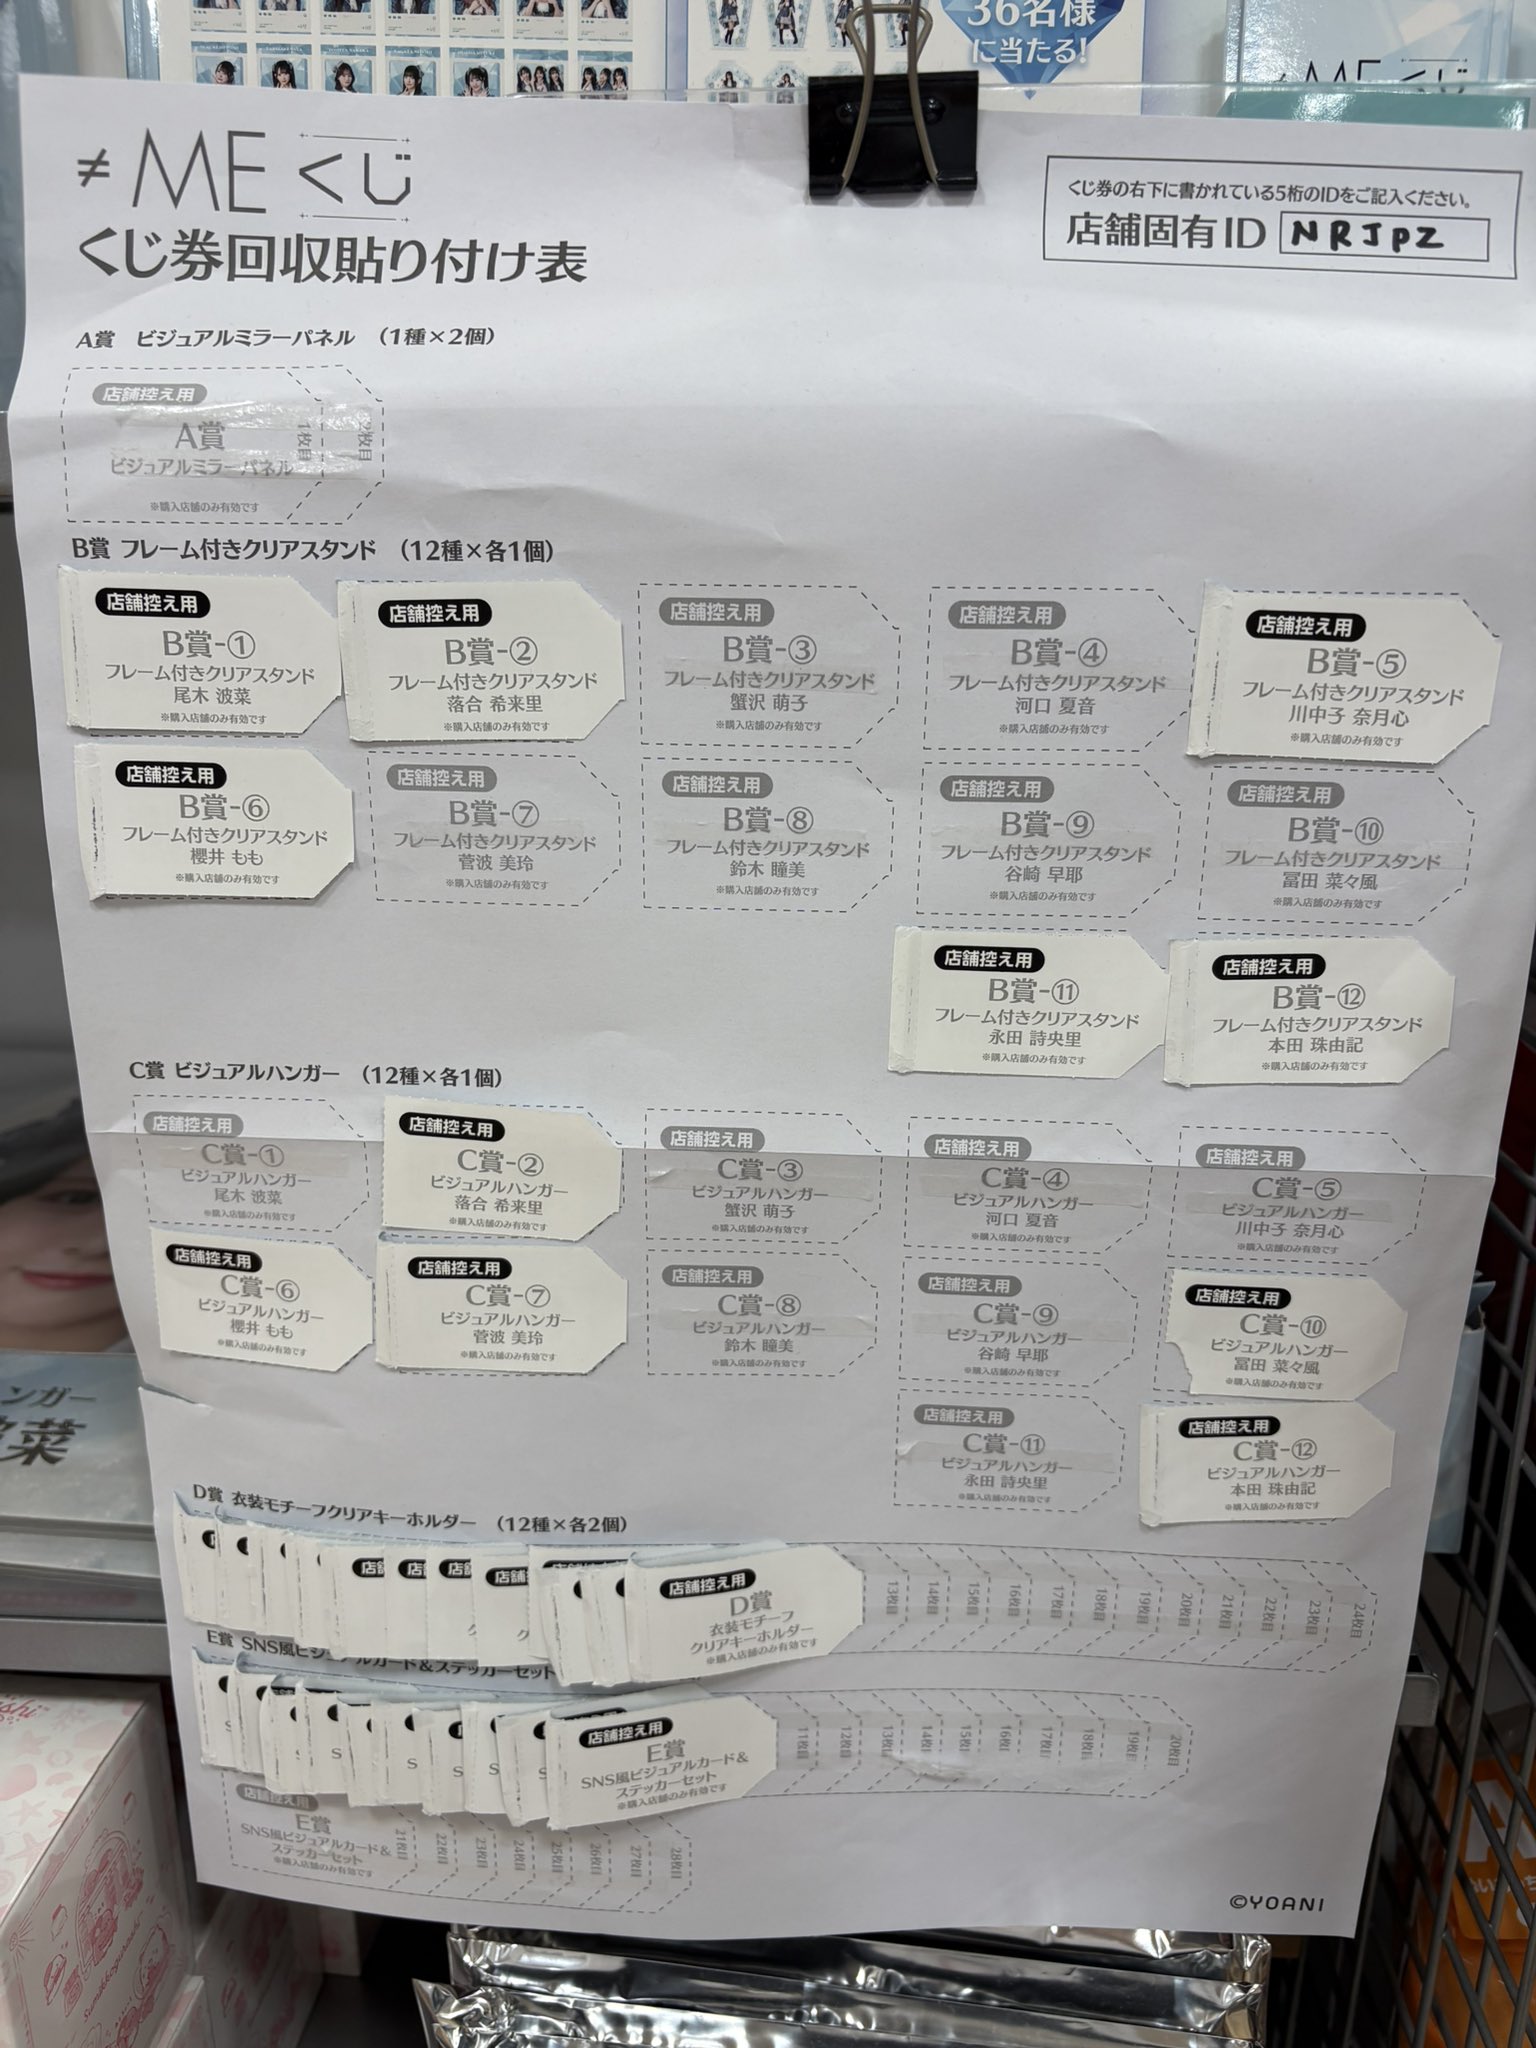 36名様
に当たる!
≠ME くじ
くじ券回収貼り付け表
くじ券の右下に書かれている5桁のIDをご記入ください。
店舗固有ID NRJPZ
A賞 ビジュアルミラーパネル (1種×2個)
店舗控え用
A賞
ビジュアルミラーパネル
※購入店舗のみ有効です
1枚目
2枚目
B賞 フレーム付きクリアスタンド (12種×各1個)
店舗控え用
B賞-①
フレーム付きクリアスタンド
尾木 波菜
※購入店舗のみ有効です
店舗控え用
B賞-②
フレーム付きクリアスタンド
落合 希来里
※購入店舗のみ有効です
店舗控え用
B賞-③
フレーム付きクリアスタンド
蟹沢 萌子
※購入店舗のみ有効です
店舗控え用
B賞-④
フレーム付きクリアスタンド
河口 夏音
※購入店舗のみ有効です
店舗控え用
B賞-⑤
フレーム付きクリアスタンド
川中子 奈月心
※購入店舗のみ有効です
店舗控え用
B賞-⑥
フレーム付きクリアスタンド
櫻井 もも
※購入店舗のみ有効です
店舗控え用
B賞-⑦
フレーム付きクリアスタンド
菅波 美玲
※購入店舗のみ有効です
店舗控え用
B賞-⑧
フレーム付きクリアスタンド
鈴木 瞳美
※購入店舗のみ有効です
店舗控え用
B賞-⑨
フレーム付きクリアスタンド
谷崎 早耶
※購入店舗のみ有効です
店舗控え用
B賞-⑩
フレーム付きクリアスタンド
冨田 菜々風
※購入店舗のみ有効です
店舗控え用
B賞-⑪
フレーム付きクリアスタンド
永田 詩央里
※購入店舗のみ有効です
店舗控え用
B賞-⑫
フレーム付きクリアスタンド
本田 珠由記
※購入店舗のみ有効です
C賞 ビジュアルハンガー (12種×各1個)
店舗控え用
C賞-①
ビジュアルハンガー
尾木 波菜
※購入店舗のみ有効です
店舗控え用
C賞-②
ビジュアルハンガー
落合 希来里
※購入店舗のみ有効です
店舗控え用
C賞-③
ビジュアルハンガー
蟹沢 萌子
※購入店舗のみ有効です
店舗控え用
C賞-④
ビジュアルハンガー
河口 夏音
※購入店舗のみ有効です
店舗控え用
C賞-⑤
ビジュアルハンガー
川中子 奈月心
※購入店舗のみ有効です
店舗控え用
C賞-⑥
ビジュアルハンガー
櫻井 もも
※購入店舗のみ有効です
店舗控え用
C賞-⑦
ビジュアルハンガー
菅波 美玲
※購入店舗のみ有効です
店舗控え用
C賞-⑧
ビジュアルハンガー
鈴木 瞳美
※購入店舗のみ有効です
店舗控え用
C賞-⑨
ビジュアルハンガー
谷崎 早耶
※購入店舗のみ有効です
店舗控え用
C賞-⑩
ビジュアルハンガー
冨田 菜々風
※購入店舗のみ有効です
店舗控え用
C賞-⑪
ビジュアルハンガー
永田 詩央里
※購入店舗のみ有効です
店舗控え用
C賞-⑫
ビジュアルハンガー
本田 珠由記
※購入店舗のみ有効です
D賞 衣装モチーフクリアキーホルダー (12種×各2個)
店舗控え用
D賞
衣装モチーフ
クリアキーホルダー
※購入店舗のみ有効です
13枚目
14枚目
15枚目
16枚目
17枚目
18枚目
19枚目
20枚目
21枚目
22枚目
23枚目
24枚目
E賞 SNS風ビジュアルカード&ステッカーセット
店舗控え用
E賞
SNS風ビジュアルカード&
ステッカーセット
※購入店舗のみ有効です
11枚目
12枚目
13枚目
14枚目
15枚目
16枚目
17枚目
18枚目
19枚目
20枚目
店舗控え用
E賞
SNS風ビジュアルカード&
ステッカーセット
※購入店舗のみ有効です
21枚目
22枚目
23枚目
24枚目
25枚目
26枚目
27枚目
28枚目
©YOANI
ンガー
菜